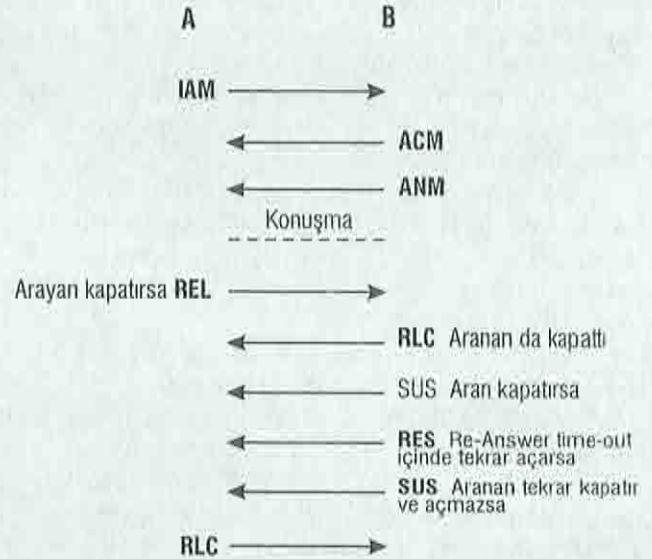 A B
IAM
ACM
ANM
Konuşma
Arayan kapatırsa REL
RLC Aranan da kapattı
SUS Aran kapatırsa
RES Re-Answer time-out
içinde tekrar açarsa
SUS Aranan tekrar kapatır
ve açmazsa
RLC